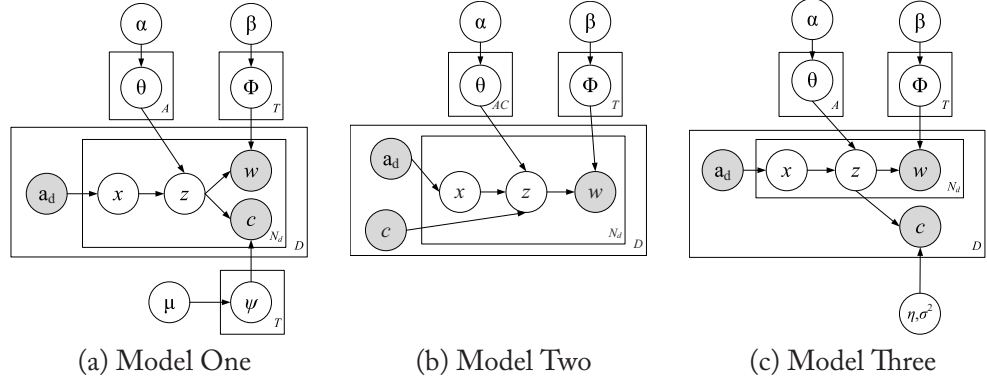 α β
θ A Φ T
a_d x z w c N_d D
μ ψ T
(a) Model One
α β
θ AC Φ T
a_d c x z w N_d D
(b) Model Two
α β
θ A Φ T
a_d x z w N_d c D
η,σ²
(c) Model Three